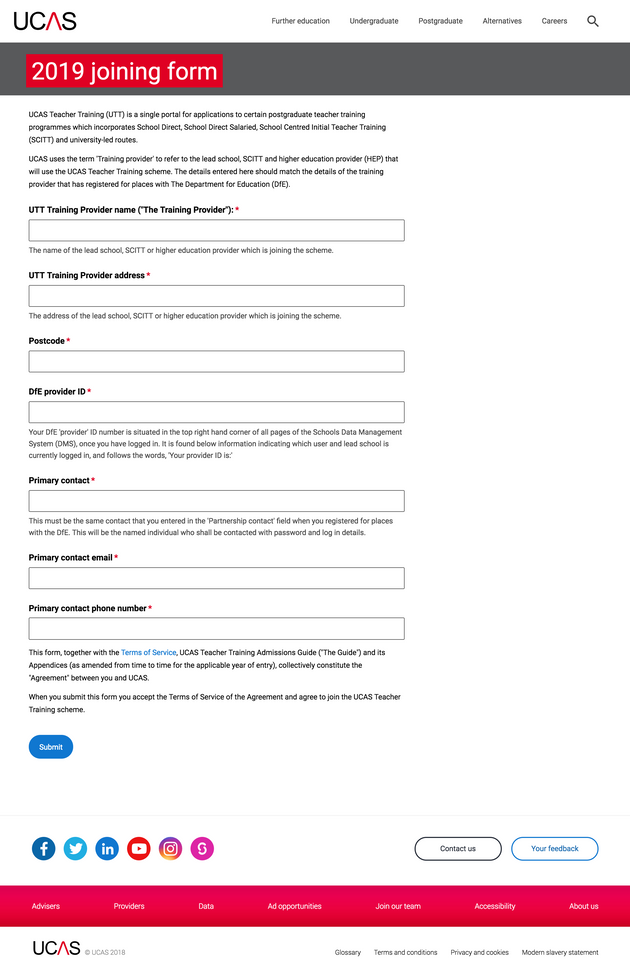 UCAS
Further education
Undergraduate
Postgraduate
Alternatives
Careers
2019 joining form
UCAS Teacher Training (UTT) is a single portal for applications to certain postgraduate teacher training
programmes which incorporates School Direct, School Direct Salaried, School Centred Initial Teacher Training
(SCITT) and university-led routes.
UCAS uses the term 'Training provider' to refer to the lead school, SCITT and higher education provider (HEP) that
will use the UCAS Teacher Training scheme. The details entered here should match the details of the training
provider that has registered for places with The Department for Education (DfE).
UTT Training Provider name ("The Training Provider"): *
The name of the lead school, SCITT or higher education provider which is joining the scheme.
UTT Training Provider address *
The address of the lead school, SCITT or higher education provider which is joining the scheme.
Postcode *
DfE provider ID *
Your DfE 'provider' ID number is situated in the top right hand corner of all pages of the Schools Data Management
System (DMS), once you have logged in. It is found below information indicating which user and lead school is
currently logged in, and follows the words, 'Your provider ID is:'
Primary contact *
This must be the same contact that you entered in the 'Partnership contact' field when you registered for places
with the DfE. This will be the named individual who shall be contacted with password and log in details.
Primary contact email *
Primary contact phone number *
This form, together with the Terms of Service, UCAS Teacher Training Admissions Guide ("The Guide") and its
Appendices (as amended from time to time for the applicable year of entry), collectively constitute the
"Agreement" between you and UCAS.
When you submit this form you accept the Terms of Service of the Agreement and agree to join the UCAS Teacher
Training scheme.
Submit
Contact us
Your feedback
Advisers
Providers
Data
Ad opportunities
Join our team
Accessibility
About us
UCAS © UCAS 2018
Glossary
Terms and conditions
Privacy and cookies
Modern slavery statement